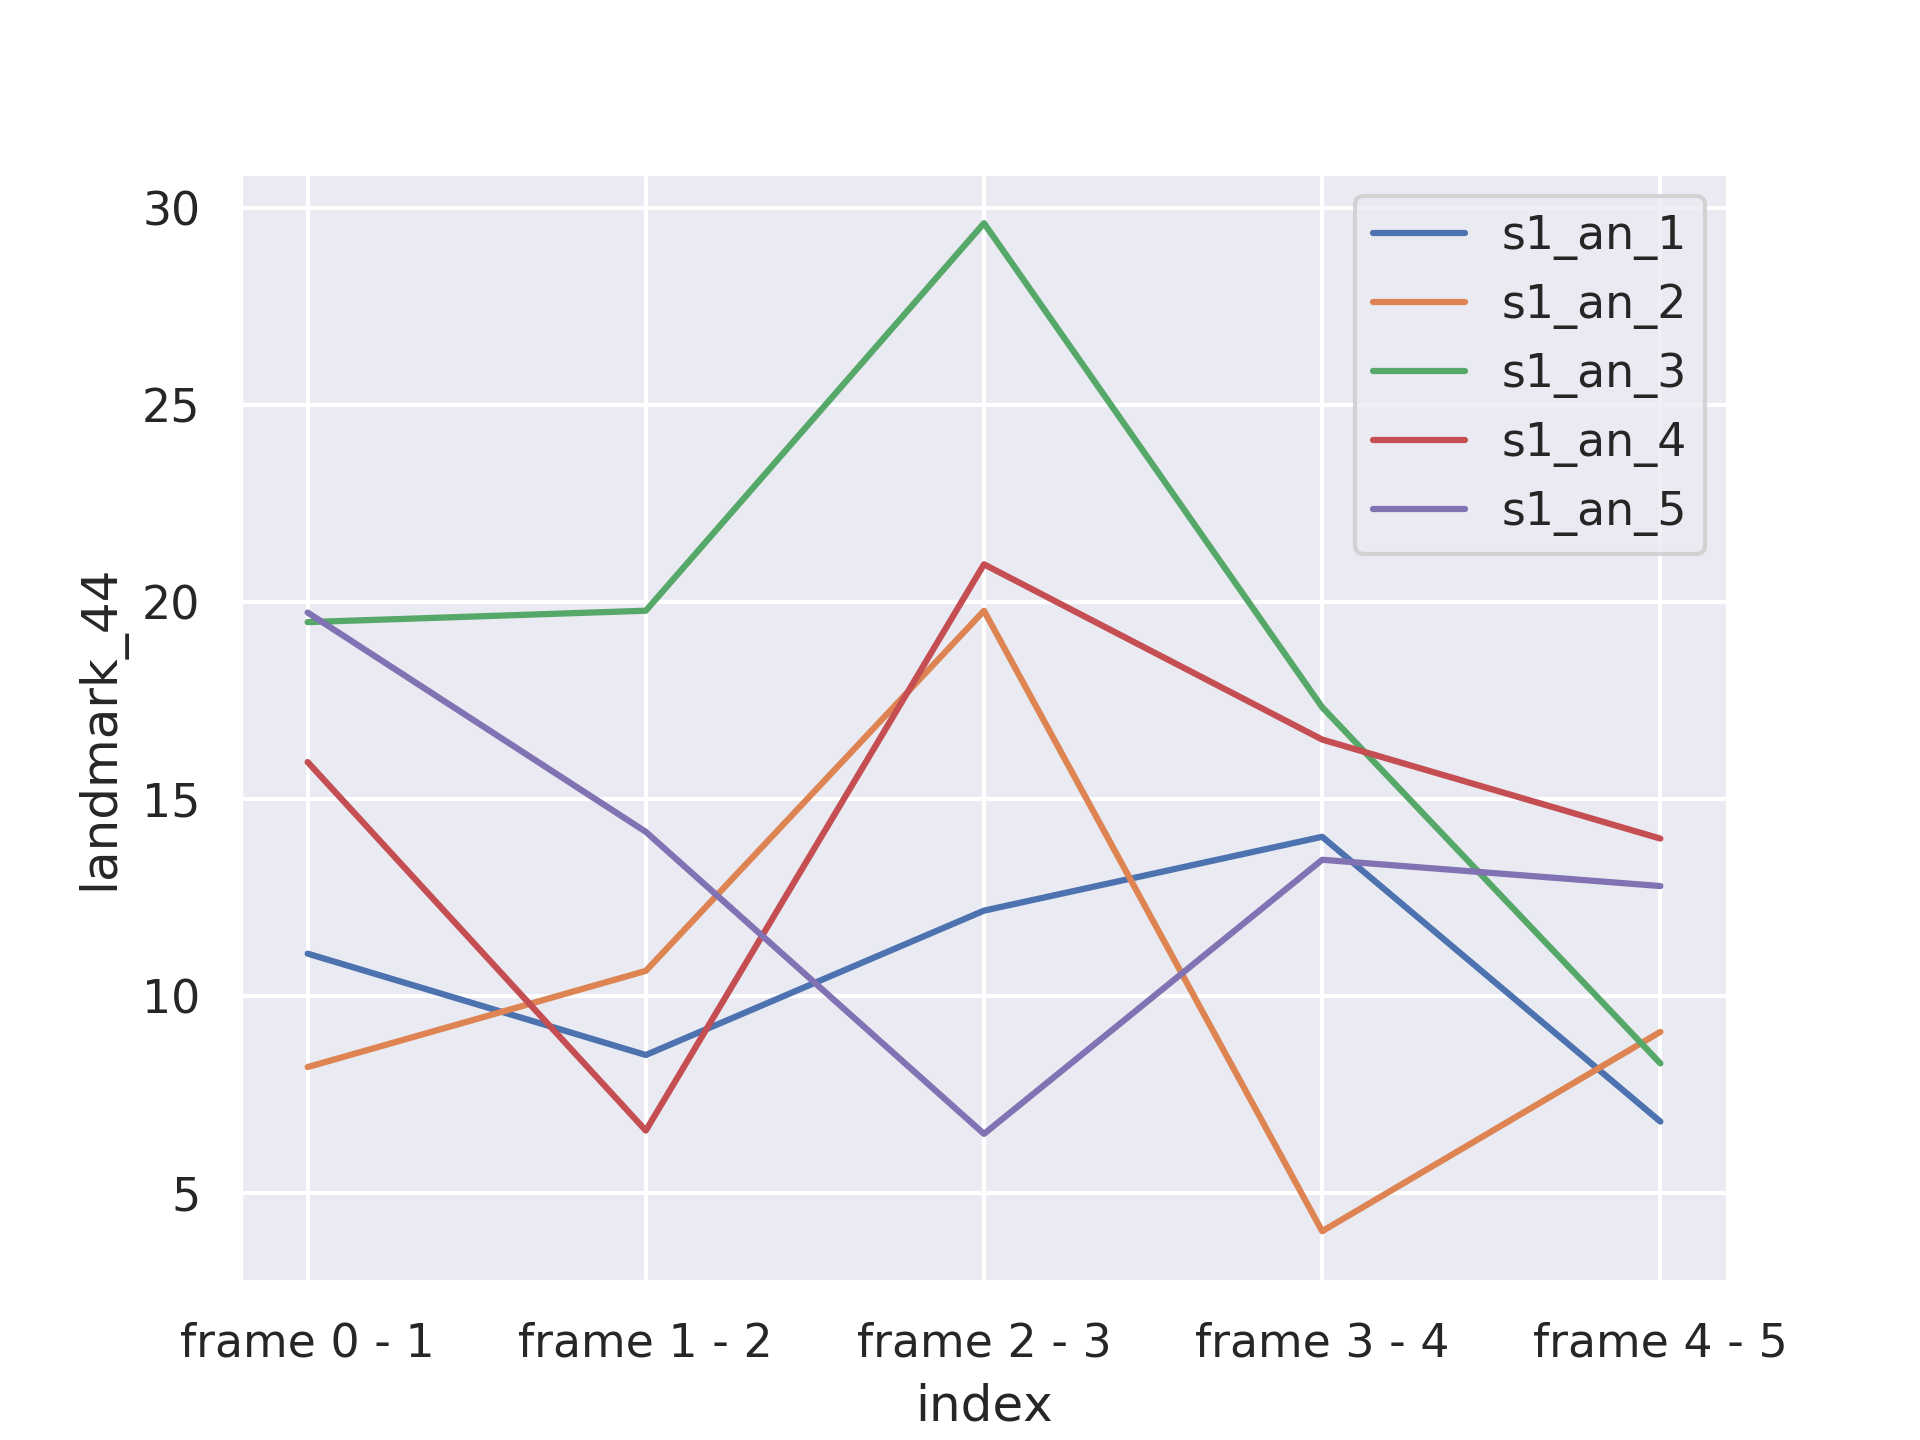 30
25
20
15
10
5
landmark_44
s1_an_1
s1_an_2
s1_an_3
s1_an_4
s1_an_5
frame 0 - 1 frame 1 - 2 frame 2 - 3 frame 3 - 4 frame 4 - 5
index